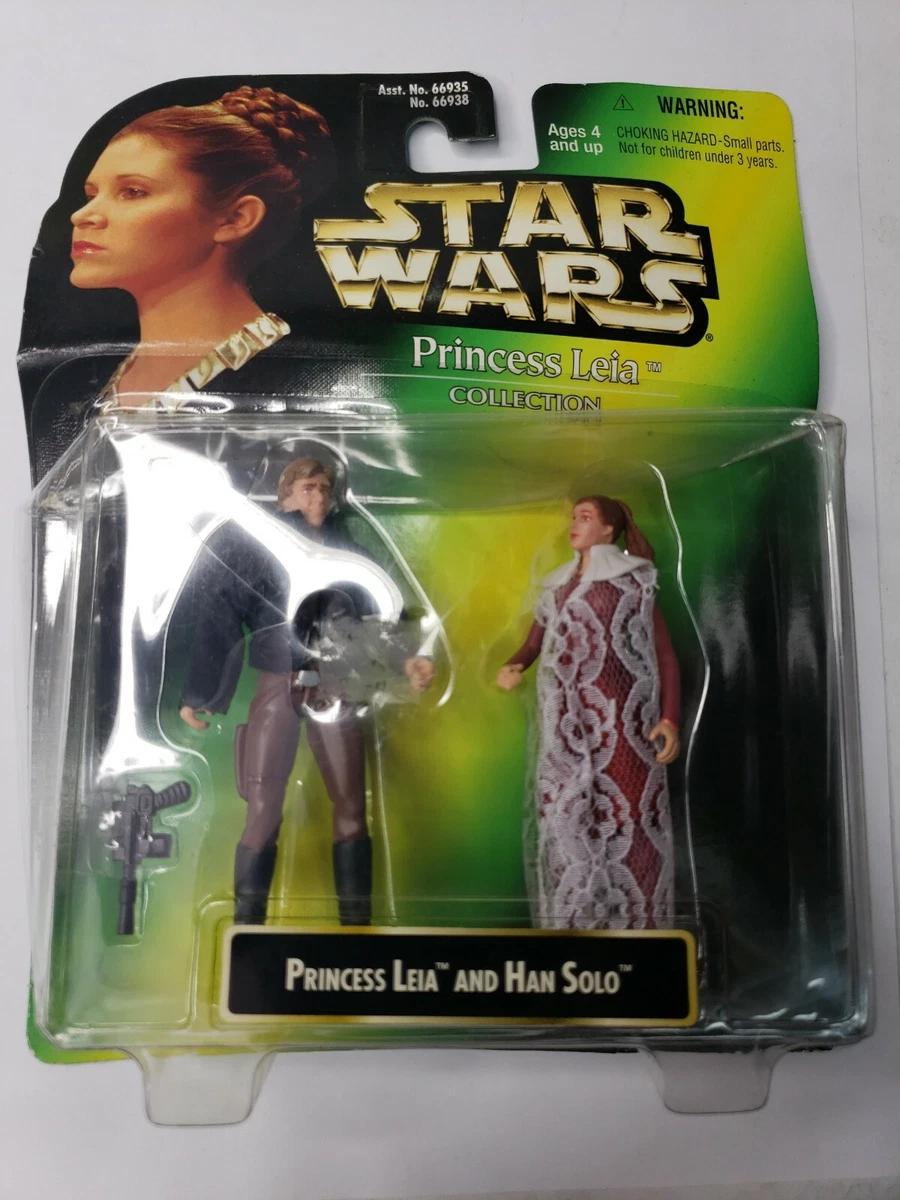 Asst. No. 66935
No. 66938
Ages 4
and up
⚠ WARNING:
CHOKING HAZARD-Small parts.
Not for children under 3 years.
STAR
WARS®
Princess Leia™
COLLECTION
PRINCESS LEIA™ AND HAN SOLO™